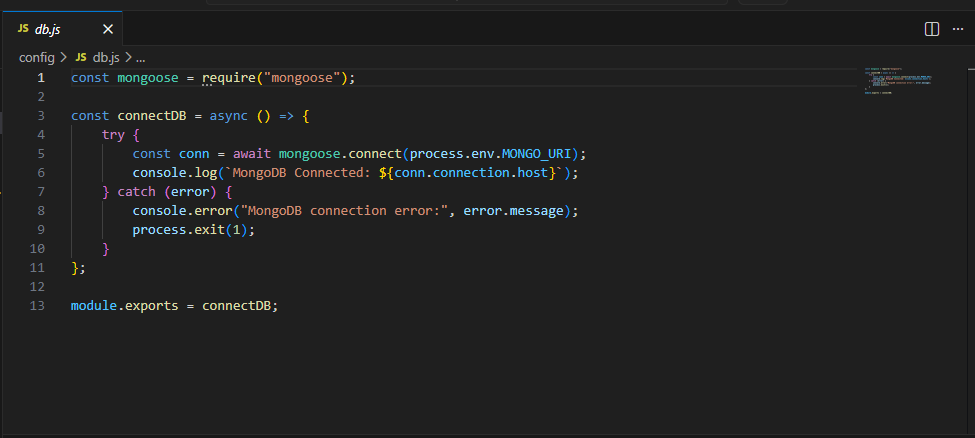 JS db.js
config > JS db.js > ...
1 const mongoose = require("mongoose");
2
3 const connectDB = async () => {
4     try {
5         const conn = await mongoose.connect(process.env.MONGO_URI);
6         console.log(`MongoDB Connected: ${conn.connection.host}`);
7     } catch (error) {
8         console.error("MongoDB connection error:", error.message);
9         process.exit(1);
10     }
11 };
12
13 module.exports = connectDB;